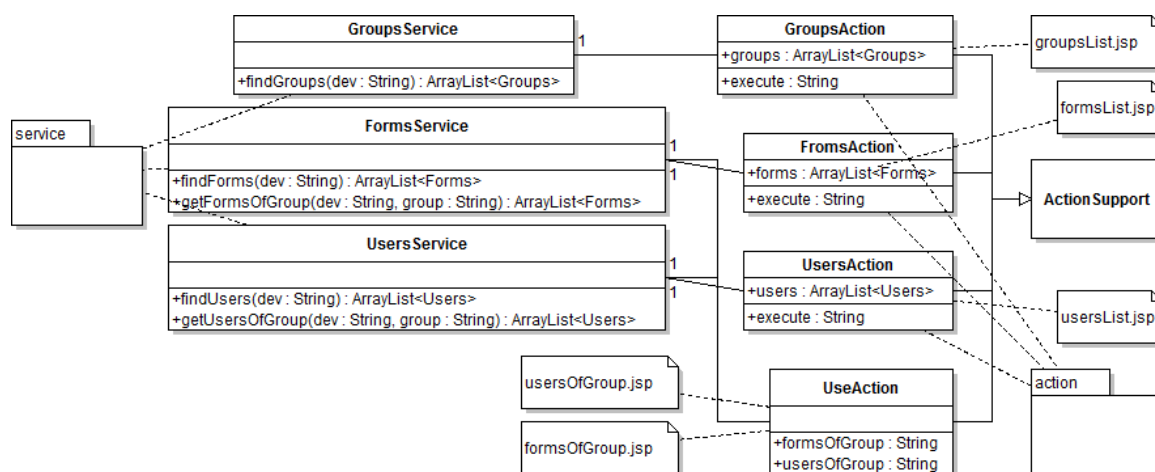 GroupsService
+findGroups(dev : String) : ArrayList<Groups>
1
GroupsAction
+groups : ArrayList<Groups>
+execute : String
groupsList.jsp
formsList.jsp
service
FormsService
+findForms(dev : String) : ArrayList<Forms>
+getFormsOfGroup(dev : String, group : String) : ArrayList<Forms>
1
1
FromsAction
+forms : ArrayList<Forms>
+execute : String
ActionSupport
UsersService
+findUsers(dev : String) : ArrayList<Users>
+getUsersOfGroup(dev : String, group : String) : ArrayList<Users>
1
1
UsersAction
+users : ArrayList<Users>
+execute : String
usersList.jsp
usersOfGroup.jsp
formsOfGroup.jsp
UseAction
+formsOfGroup : String
+usersOfGroup : String
action